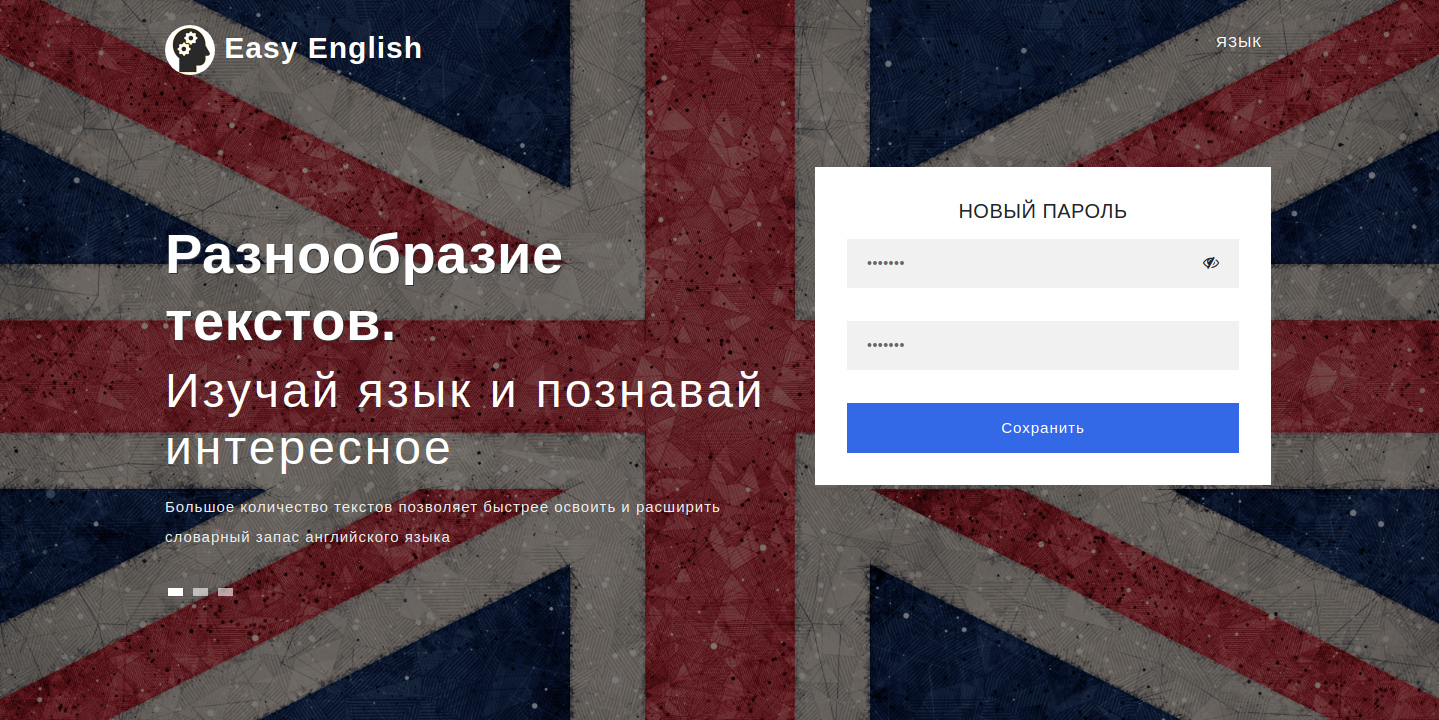 Easy English
ЯЗЫК
Разнообразие
текстов.
Изучай язык и познавай
интересное
Большое количество текстов позволяет быстрее освоить и расширить
словарный запас английского языка
НОВЫЙ ПАРОЛЬ
•••••••
•••••••
Сохранить